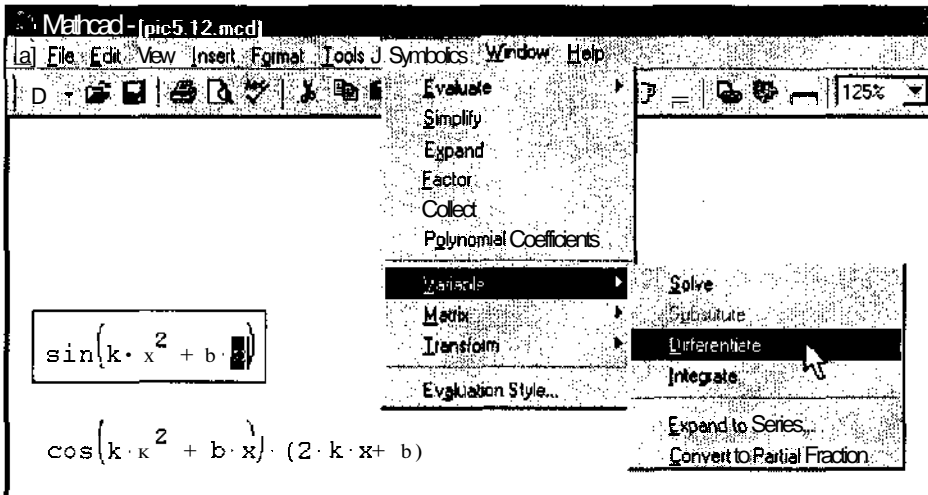 Mathcad - [pic5.12.mcd]
[a] File Edit View Insert Format Tools J Symbolics Window Help
D 125%
Evaluate
Simplify
Expand
Factor
Collect
Polynomial Coefficients
Variable
Matrix
Transform
Evaluation Style...
Solve
Substitute
Differentiate
Integrate
Expand to Series...
Convert to Partial Fraction
sin(k· x² + b·x)
cos(k·к² + b·x)·(2·k·x+ b)